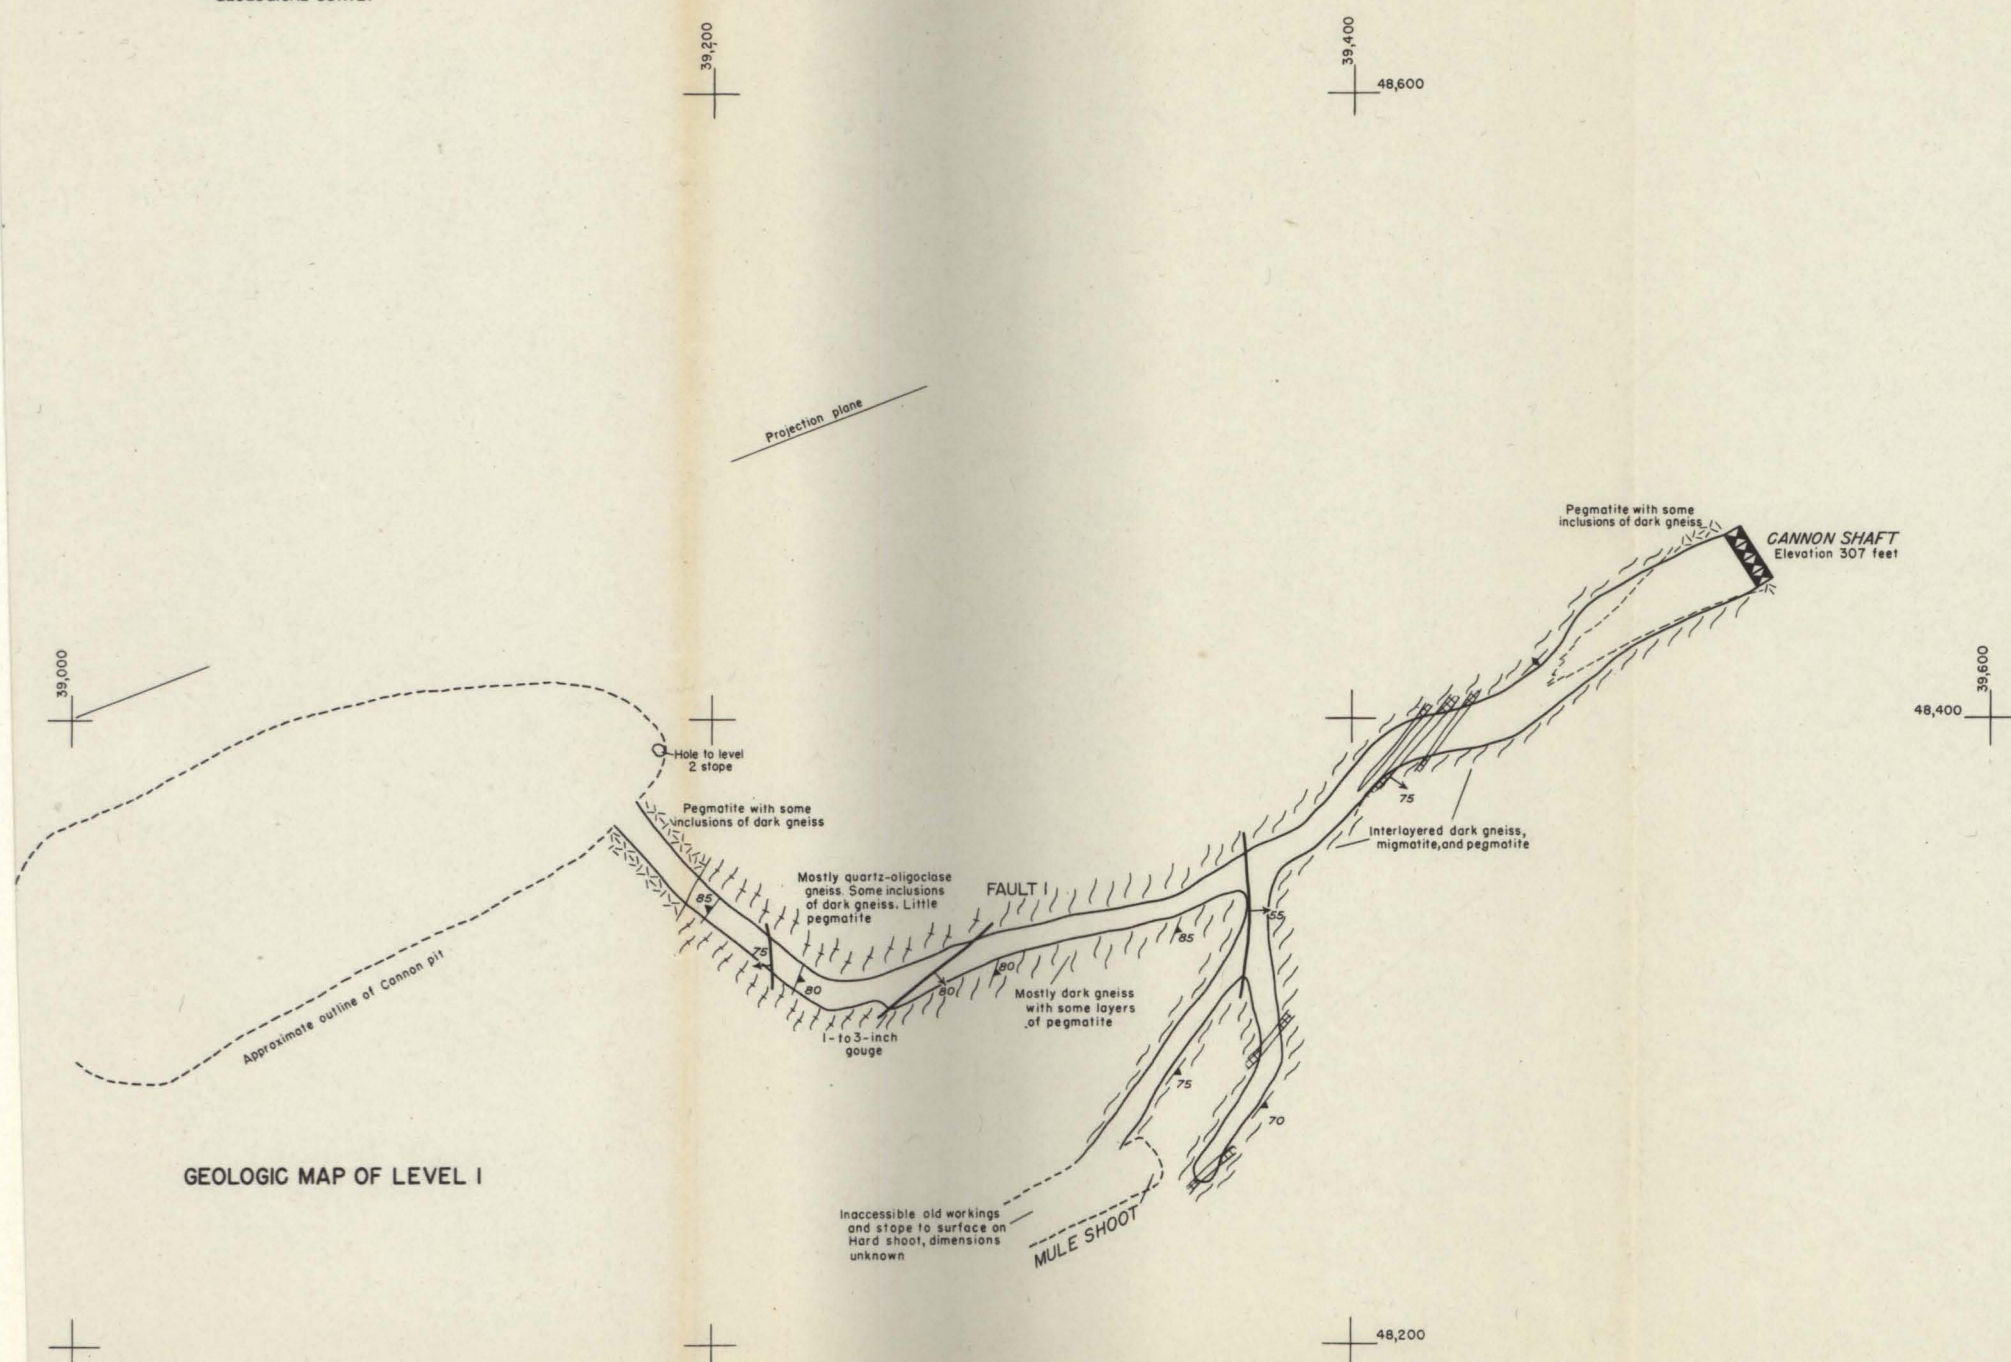 39,200
39,400
48,600
Projection plane
Pegmatite with some
inclusions of dark gneiss
CANNON SHAFT
Elevation 307 feet
39,000
39,600
48,400
Hole to level
2 stope
Pegmatite with some
inclusions of dark gneiss
75
Interlayered dark gneiss,
migmatite, and pegmatite
Mostly quartz-oligoclase
gneiss. Some inclusions
of dark gneiss. Little
pegmatite
FAULT I
85
55
85
75
80
80
80
Mostly dark gneiss
with some layers
of pegmatite
1-to 3-inch
gouge
Approximate outline of Cannon pit
75
70
GEOLOGIC MAP OF LEVEL I
Inaccessible old workings
and stope to surface on
Hard shoot, dimensions
unknown
MULE SHOOT
48,200